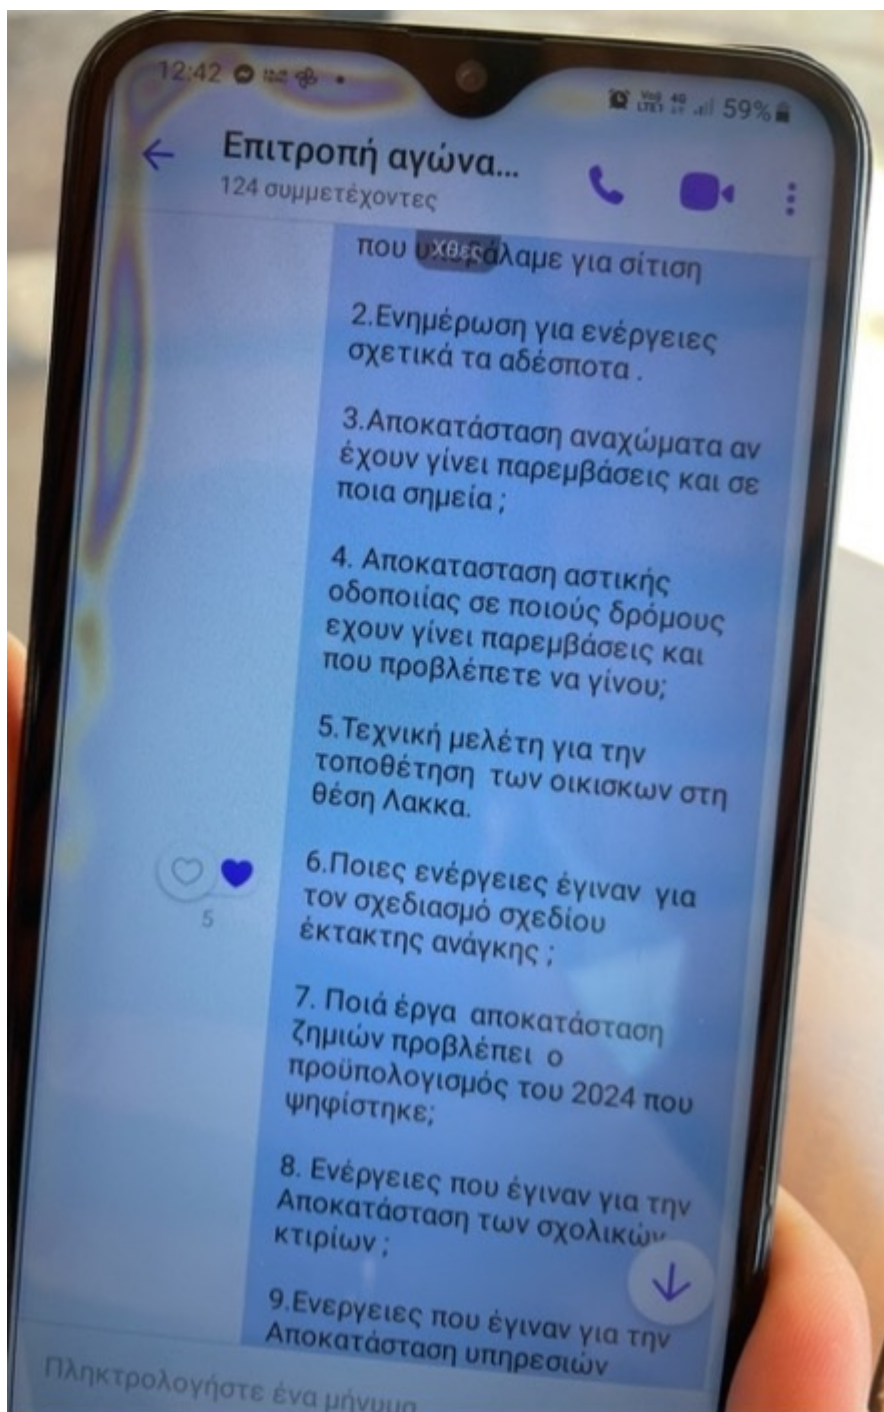 12:42
59%
Επιτροπή αγώνα...
124 συμμετέχοντες
Χθες
που υποβάλαμε για σίτιση
2.Ενημέρωση για ενέργειες
σχετικά τα αδέσποτα .
3.Αποκατάσταση αναχώματα αν
έχουν γίνει παρεμβάσεις και σε
ποια σημεία ;
4. Αποκατασταση αστικής
οδοποιίας σε ποιούς δρόμους
εχουν γίνει παρεμβάσεις και
που προβλέπετε να γίνου;
5.Τεχνική μελέτη για την
τοποθέτηση των οικισκων στη
θέση Λακκα.
6.Ποιες ενέργειες έγιναν για
τον σχεδιασμό σχεδίου
έκτακτης ανάγκης ;
5
7. Ποιά έργα αποκατάσταση
ζημιών προβλέπει ο
προϋπολογισμός του 2024 που
ψηφίστηκε;
8. Ενέργειες που έγιναν για την
Αποκατάσταση των σχολικών
κτιρίων ;
9.Ενεργειες που έγιναν για την
Αποκατάσταση υπηρεσιών
Πληκτρολογήστε ένα μήνυμα